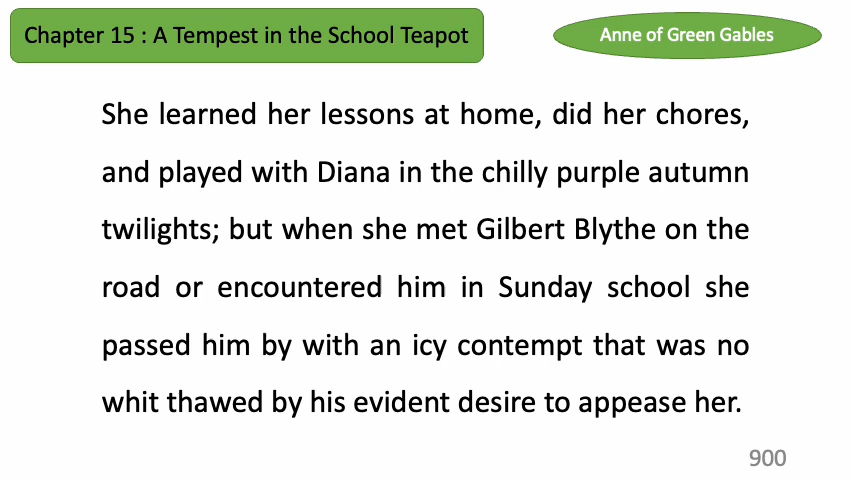 Chapter 15 : A Tempest in the School Teapot
Anne of Green Gables
She learned her lessons at home, did her chores,
and played with Diana in the chilly purple autumn
twilights; but when she met Gilbert Blythe on the
road or encountered him in Sunday school she
passed him by with an icy contempt that was no
whit thawed by his evident desire to appease her.
900